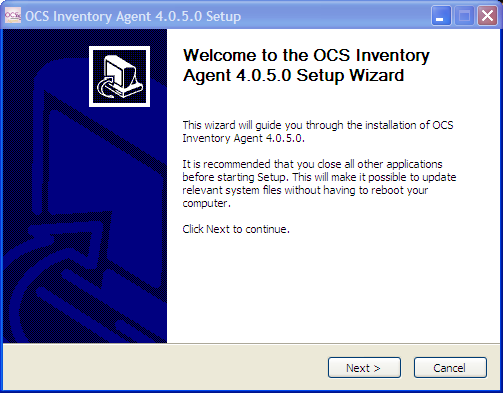 OCS Inventory Agent 4.0.5.0 Setup
Welcome to the OCS Inventory
Agent 4.0.5.0 Setup Wizard
This wizard will guide you through the installation of OCS
Inventory Agent 4.0.5.0.
It is recommended that you close all other applications
before starting Setup. This will make it possible to update
relevant system files without having to reboot your
computer.
Click Next to continue.
Next >
Cancel